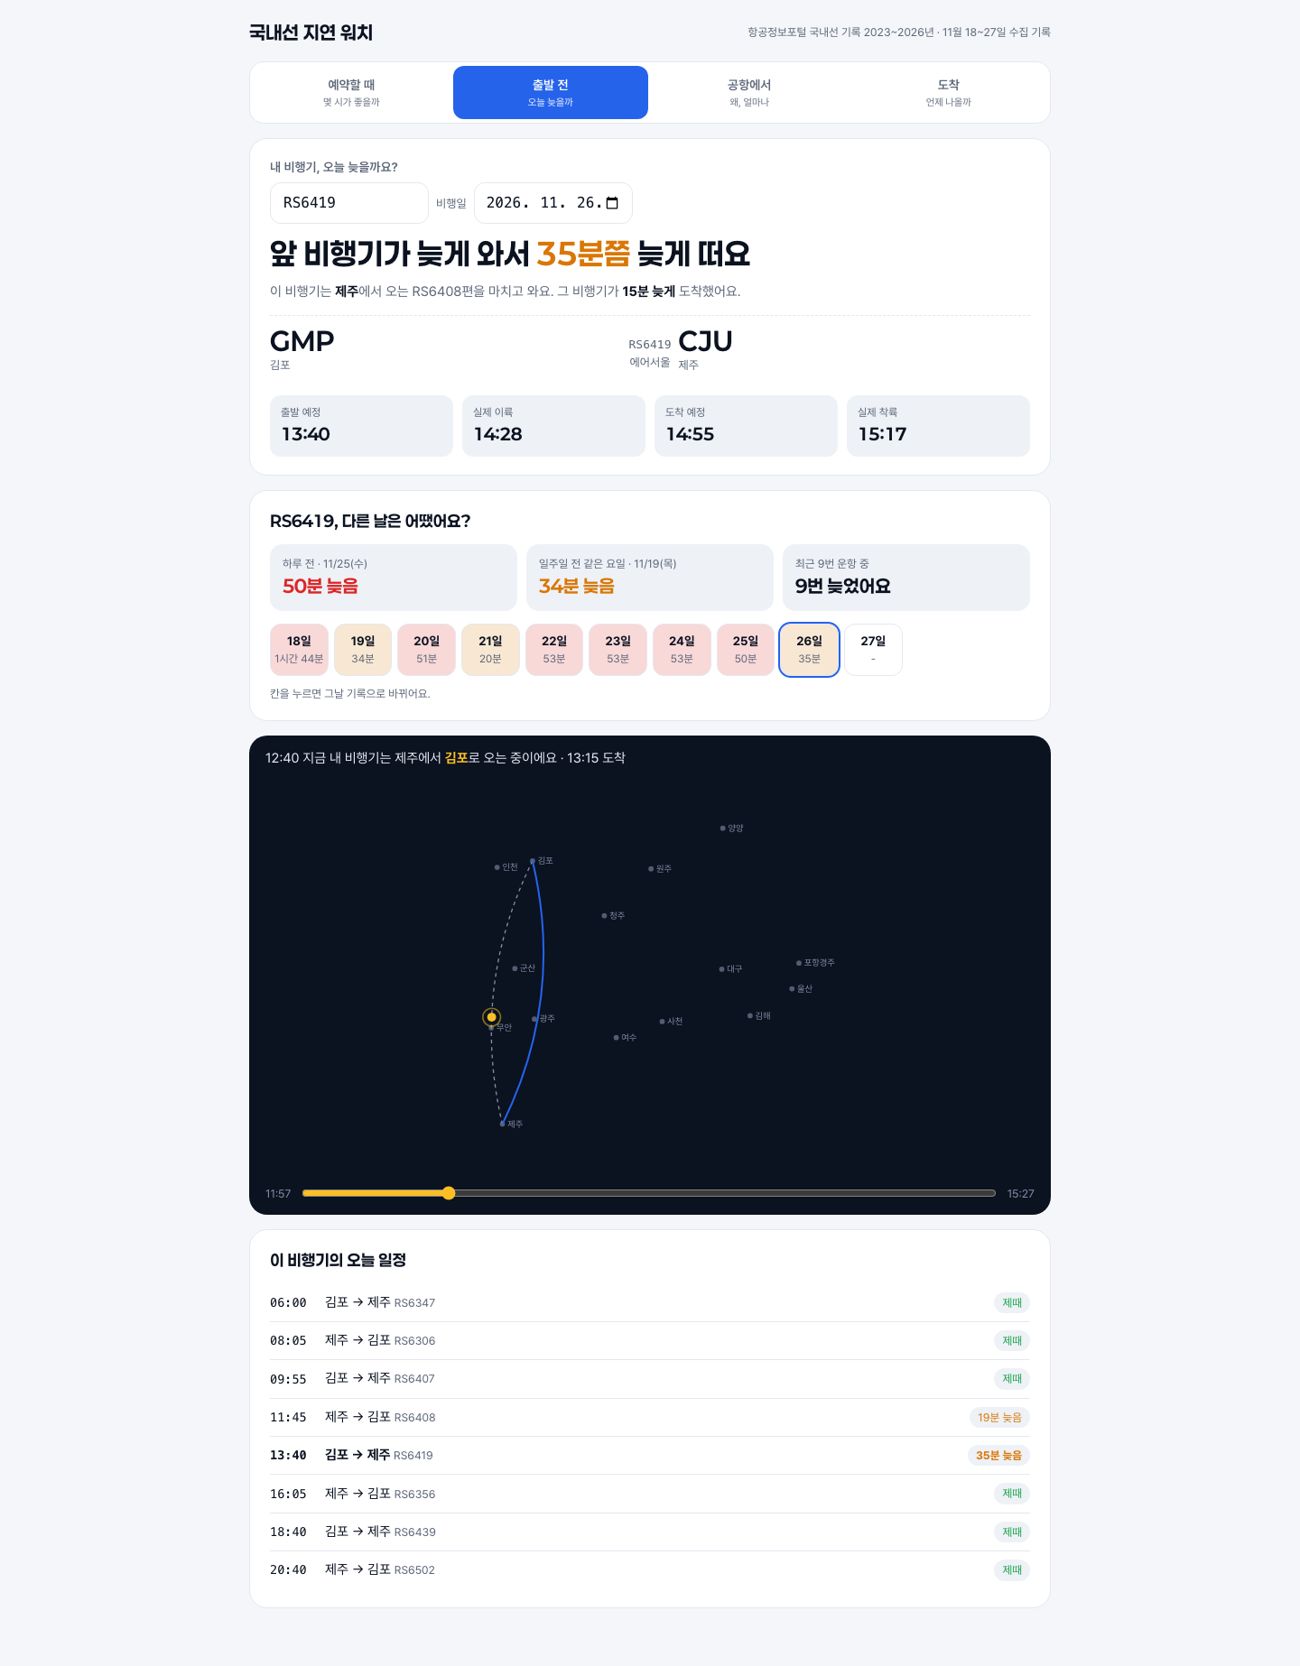 국내선 지연 워치
항공정보포털 국내선 기록 2023~2026년 · 11월 18~27일 수집 기록
예약할 때
몇 시가 좋을까
출발 전
오늘 늦을까
공항에서
왜, 얼마나
도착
언제 나올까
내 비행기, 오늘 늦을까요?
RS6419 비행일 2026. 11. 26.
앞 비행기가 늦게 와서 35분쯤 늦게 떠요
이 비행기는 제주에서 오는 RS6408편을 마치고 와요. 그 비행기가 15분 늦게 도착했어요.
GMP
김포
RS6419
에어서울
CJU
제주
출발 예정
13:40
실제 이륙
14:28
도착 예정
14:55
실제 착륙
15:17
RS6419, 다른 날은 어땠어요?
하루 전 · 11/25(수)
50분 늦음
일주일 전 같은 요일 · 11/19(목)
34분 늦음
최근 9번 운항 중
9번 늦었어요
18일
1시간 44분
19일
34분
20일
51분
21일
20분
22일
53분
23일
53분
24일
53분
25일
50분
26일
35분
27일
-
칸을 누르면 그날 기록으로 바뀌어요.
12:40 지금 내 비행기는 제주에서 김포로 오는 중이에요 · 13:15 도착
양양
인천
김포
원주
청주
군산
대구
포항경주
울산
무안
광주
사천
김해
여수
제주
11:57
15:27
이 비행기의 오늘 일정
06:00 김포 → 제주 RS6347 제때
08:05 제주 → 김포 RS6306 제때
09:55 김포 → 제주 RS6407 제때
11:45 제주 → 김포 RS6408 19분 늦음
13:40 김포 → 제주 RS6419 35분 늦음
16:05 제주 → 김포 RS6356 제때
18:40 김포 → 제주 RS6439 제때
20:40 제주 → 김포 RS6502 제때